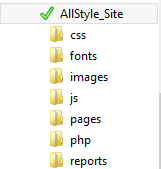 AllStyle_Site
css
fonts
images
js
pages
php
reports